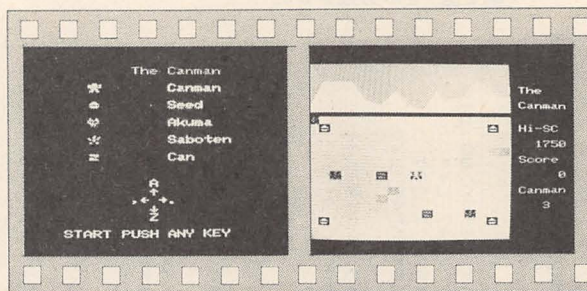 The Canman
Canman
Seed
Akuma
Saboten
Can
A
Z
START PUSH ANY KEY
The
Canman
Hi-SC
1750
Score
0
Canman
3